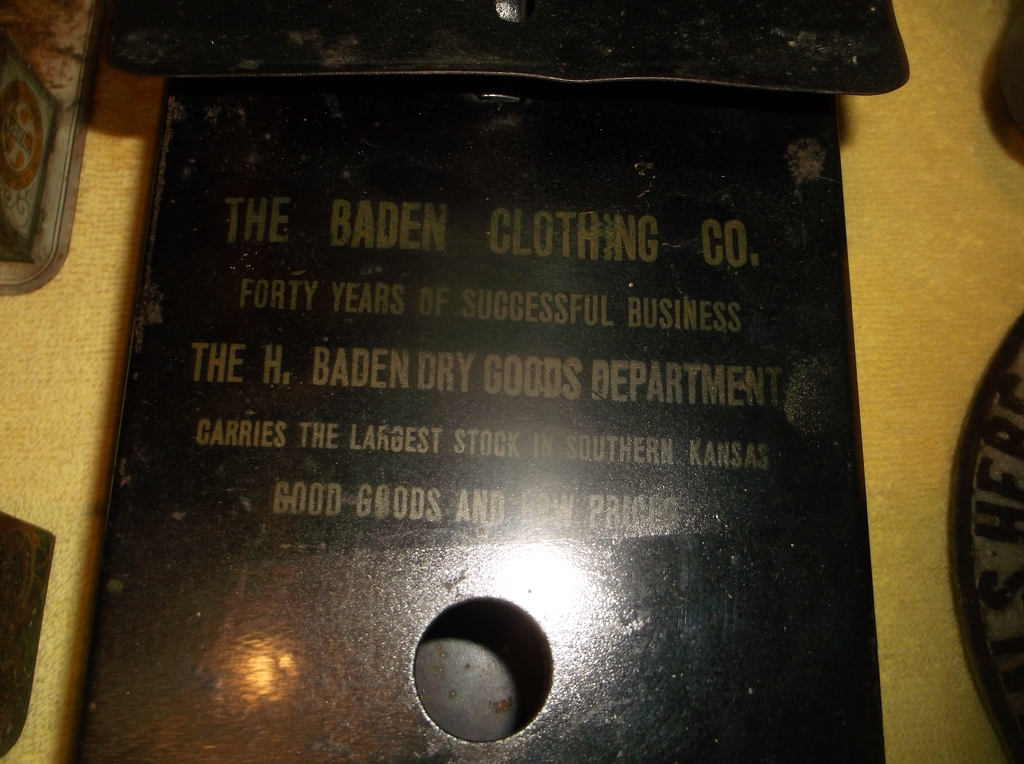 THE BADEN CLOTHING CO.
FORTY YEARS OF SUCCESSFUL BUSINESS
THE H. BADEN DRY GOODS DEPARTMENT
CARRIES THE LARGEST STOCK IN SOUTHERN KANSAS
GOOD GOODS AND LOW PRICES